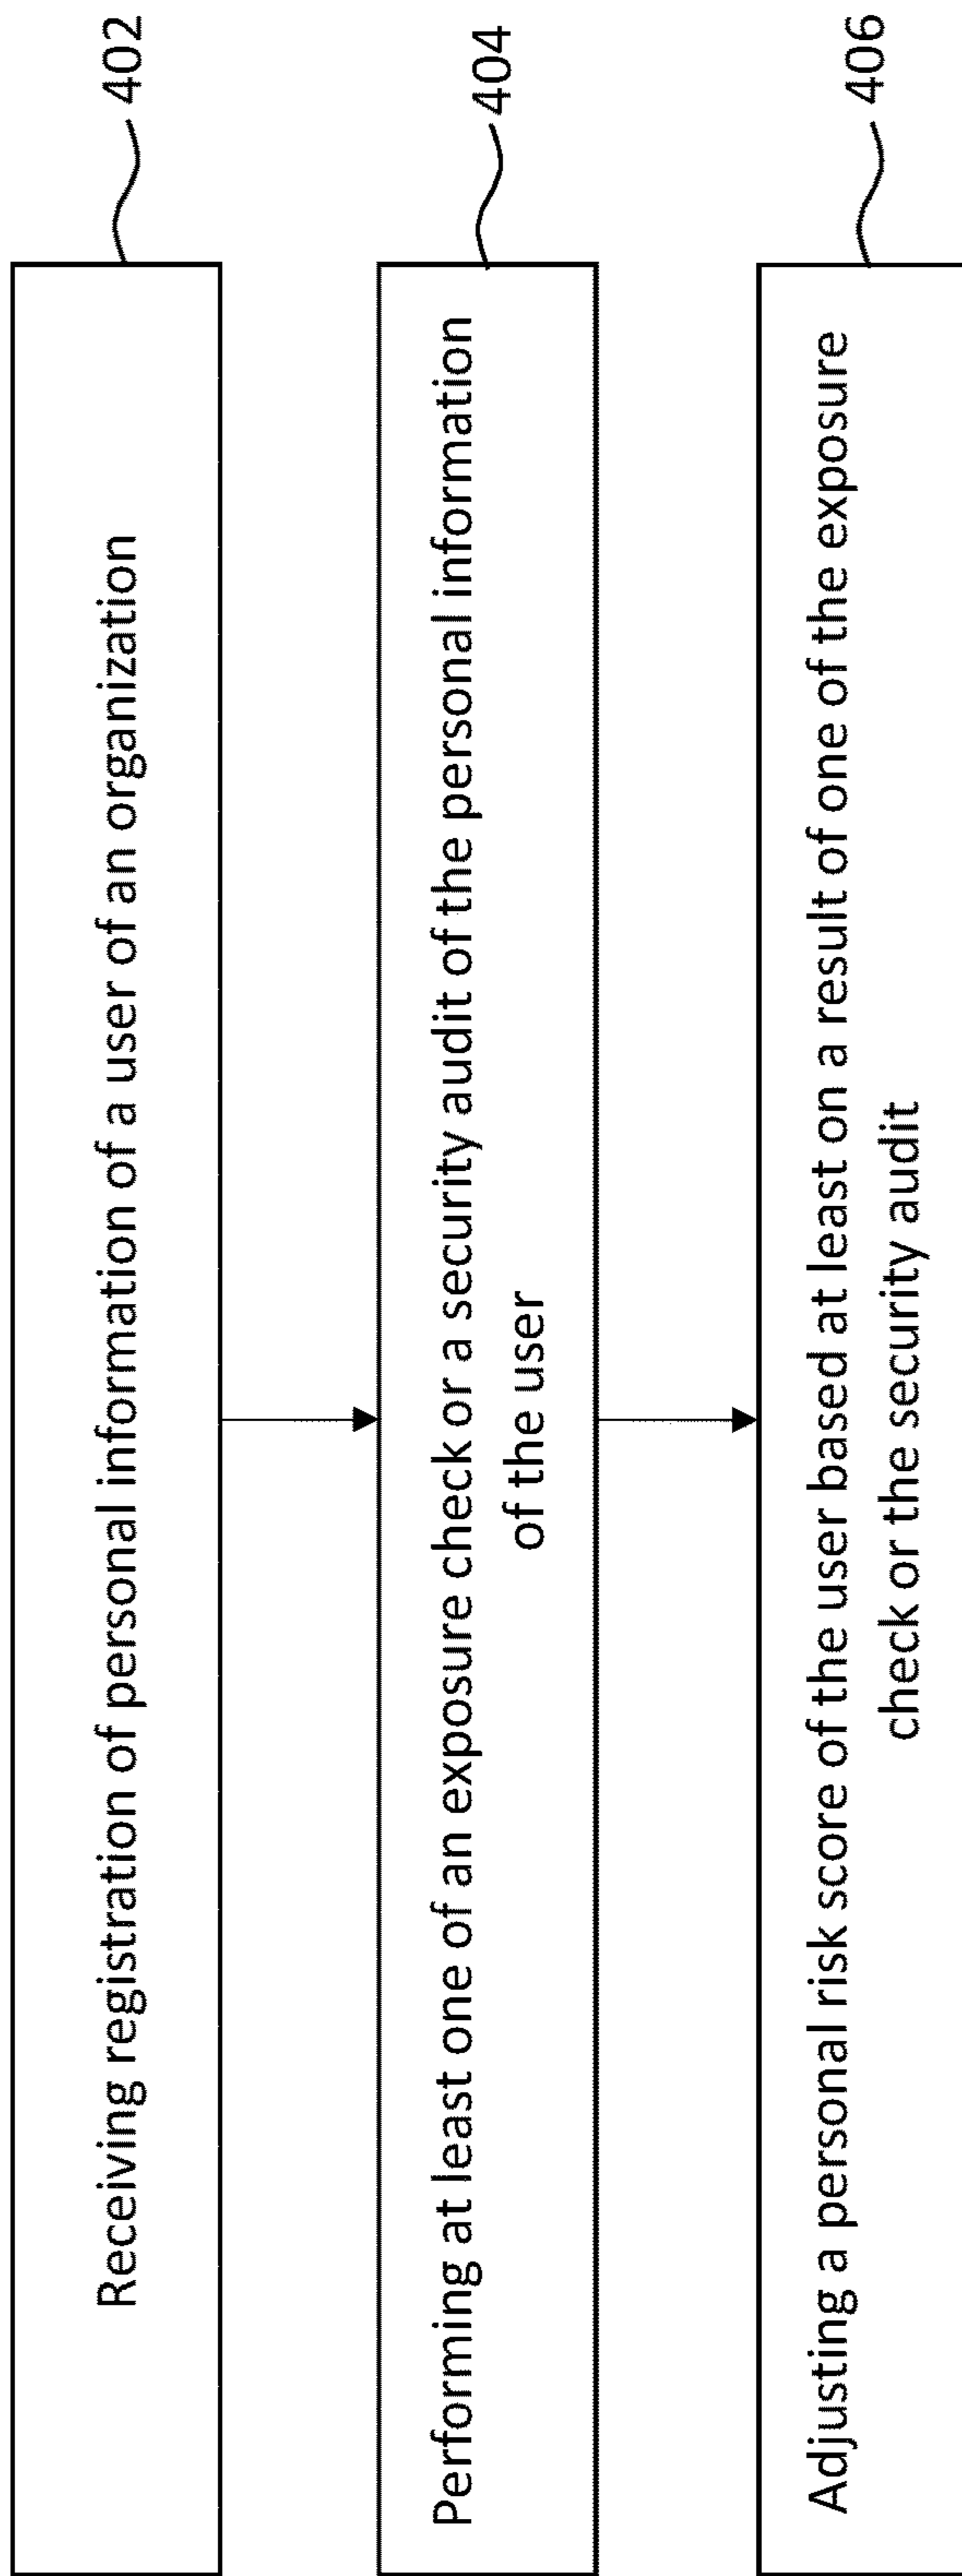 Receiving registration of personal information of a user of an organization
402
Performing at least one of an exposure check or a security audit of the personal information
of the user
404
Adjusting a personal risk score of the user based at least on a result of one of the exposure
check or the security audit
406